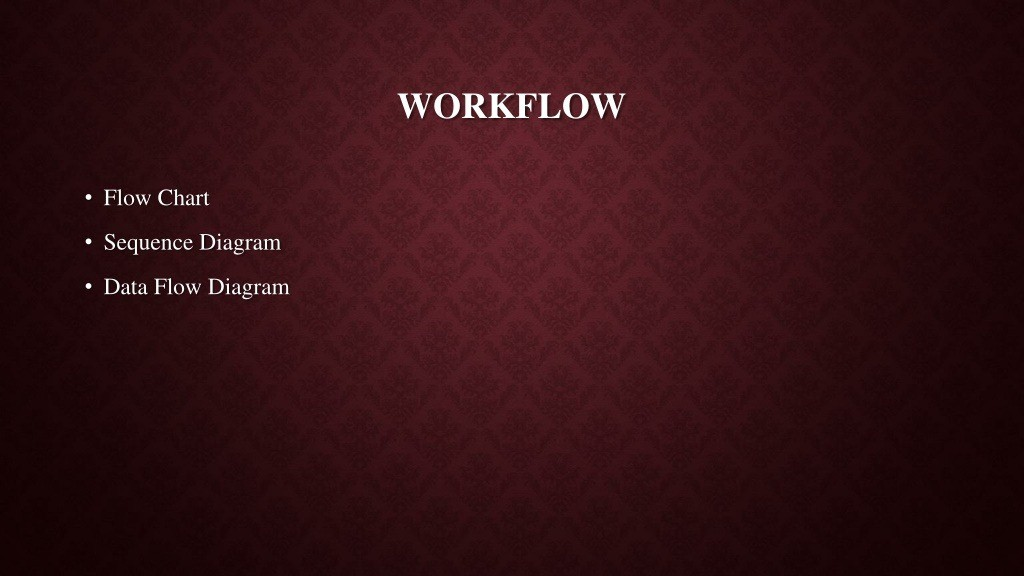 WORKFLOW
• Flow Chart
• Sequence Diagram
• Data Flow Diagram